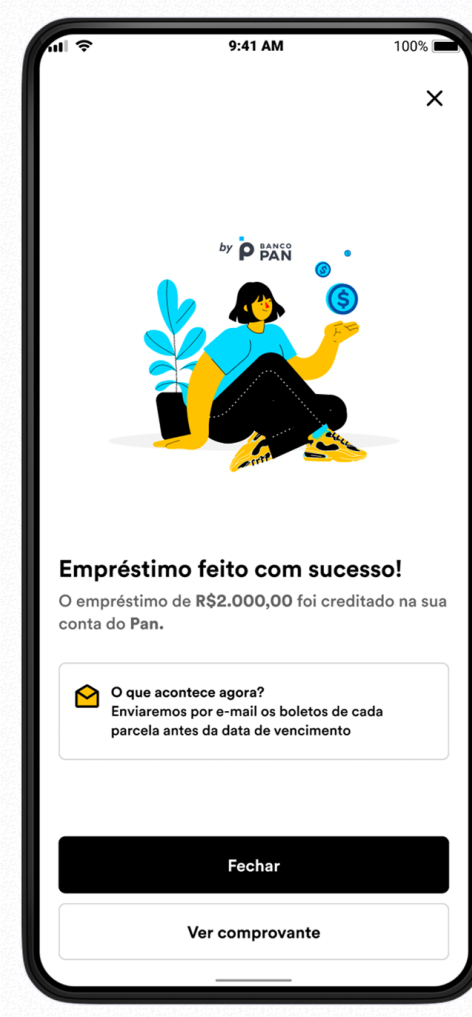 9:41 AM
100%
by BANCO
PAN
Empréstimo feito com sucesso!
O empréstimo de R$2.000,00 foi creditado na sua
conta do Pan.
O que acontece agora?
Enviaremos por e-mail os boletos de cada
parcela antes da data de vencimento
Fechar
Ver comprovante